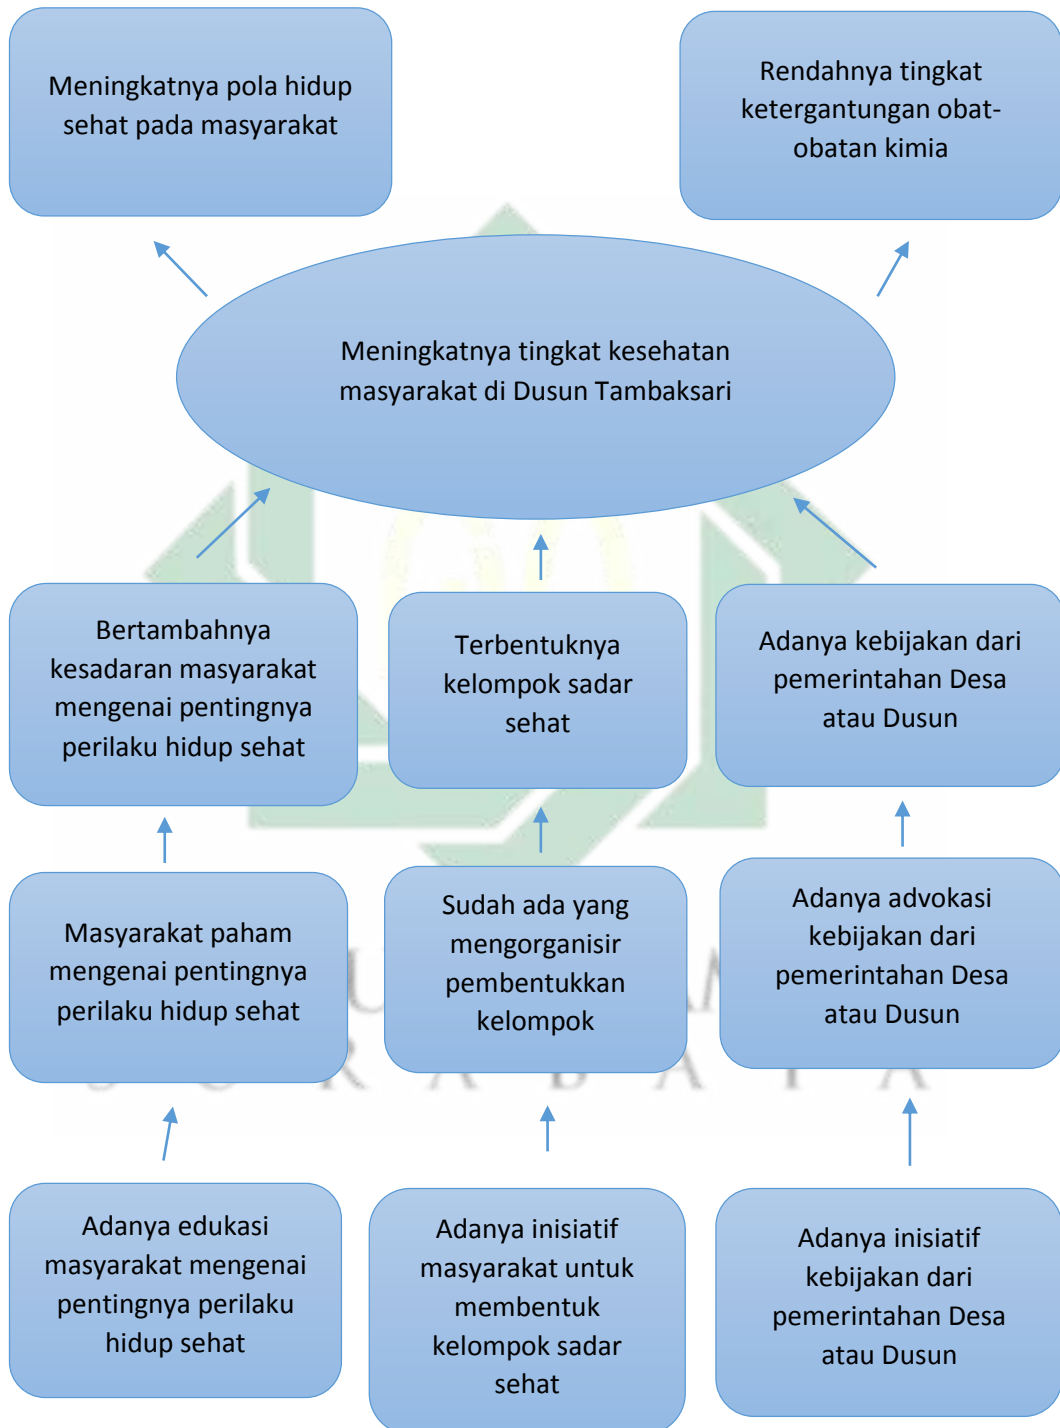 Meningkatnya pola hidup
sehat pada masyarakat
Rendahnya tingkat
ketergantungan obat-
obatan kimia
Meningkatnya tingkat kesehatan
masyarakat di Dusun Tambaksari
Bertambahnya
kesadaran masyarakat
mengenai pentingnya
perilaku hidup sehat
Terbentuknya
kelompok sadar
sehat
Adanya kebijakan dari
pemerintahan Desa
atau Dusun
Masyarakat paham
mengenai pentingnya
perilaku hidup sehat
Sudah ada yang
mengorganisir
pembentukkan
kelompok
Adanya advokasi
kebijakan dari
pemerintahan Desa
atau Dusun
Adanya edukasi
masyarakat mengenai
pentingnya perilaku
hidup sehat
Adanya inisiatif
masyarakat untuk
membentuk
kelompok sadar
sehat
Adanya inisiatif
kebijakan dari
pemerintahan Desa
atau Dusun